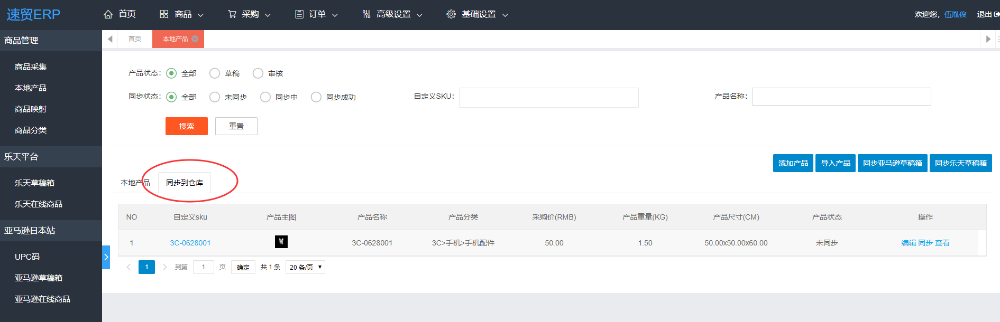 速贸ERP 首页 商品 采购 订单 高级设置 基础设置 欢迎您，伍胤俊 退出
商品管理
商品采集
本地产品
商品映射
商品分类
乐天平台
乐天草稿箱
乐天在线商品
亚马逊日本站
UPC码
亚马逊草稿箱
亚马逊在线商品
首页 本地产品
产品状态： 全部 草稿 审核
同步状态： 全部 未同步 同步中 同步成功 自定义SKU： 产品名称：
搜索 重置
添加产品 导入产品 同步亚马逊草稿箱 同步乐天草稿箱
本地产品 同步到仓库
NO 自定义sku 产品主图 产品名称 产品分类 采购价(RMB) 产品重量(KG) 产品尺寸(CM) 产品状态 操作
1 3C-0628001 3C-0628001 3C>手机>手机配件 50.00 1.50 50.00x50.00x60.00 未同步 编辑 同步 查看
1 到第 1 页 确定 共 1 条 20 条/页